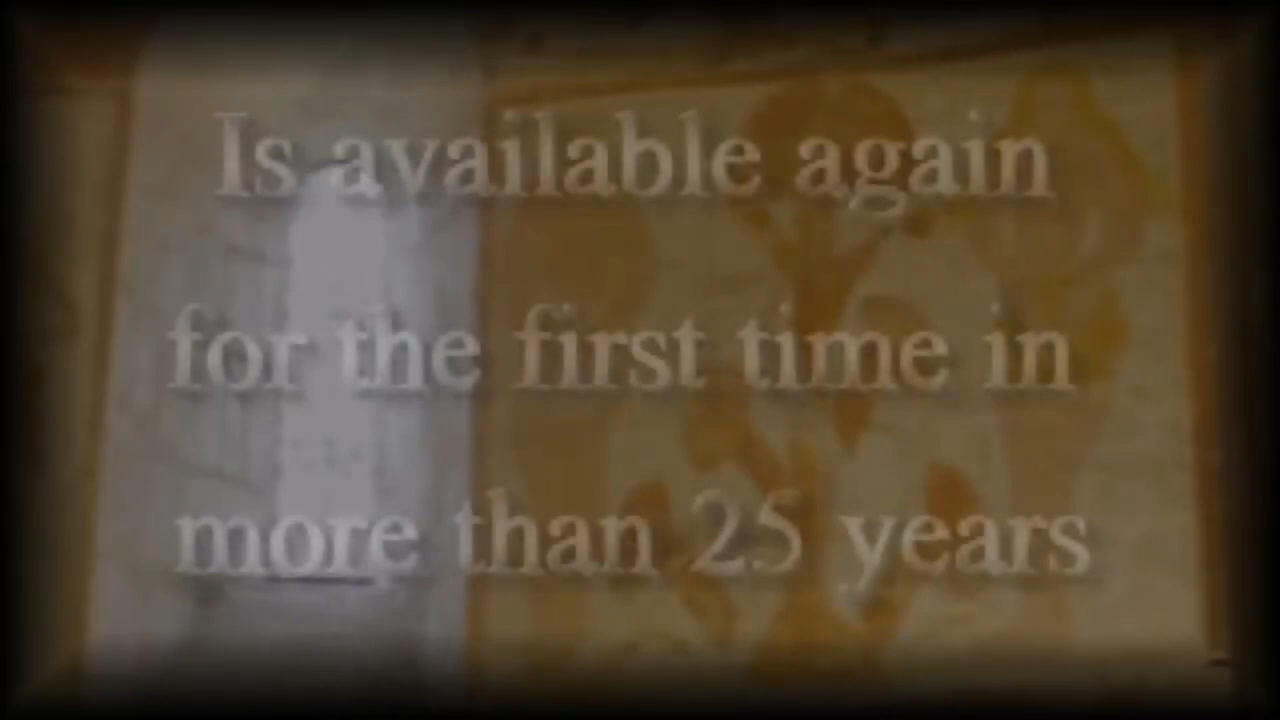 Is available again
for the first time in
more than 25 years